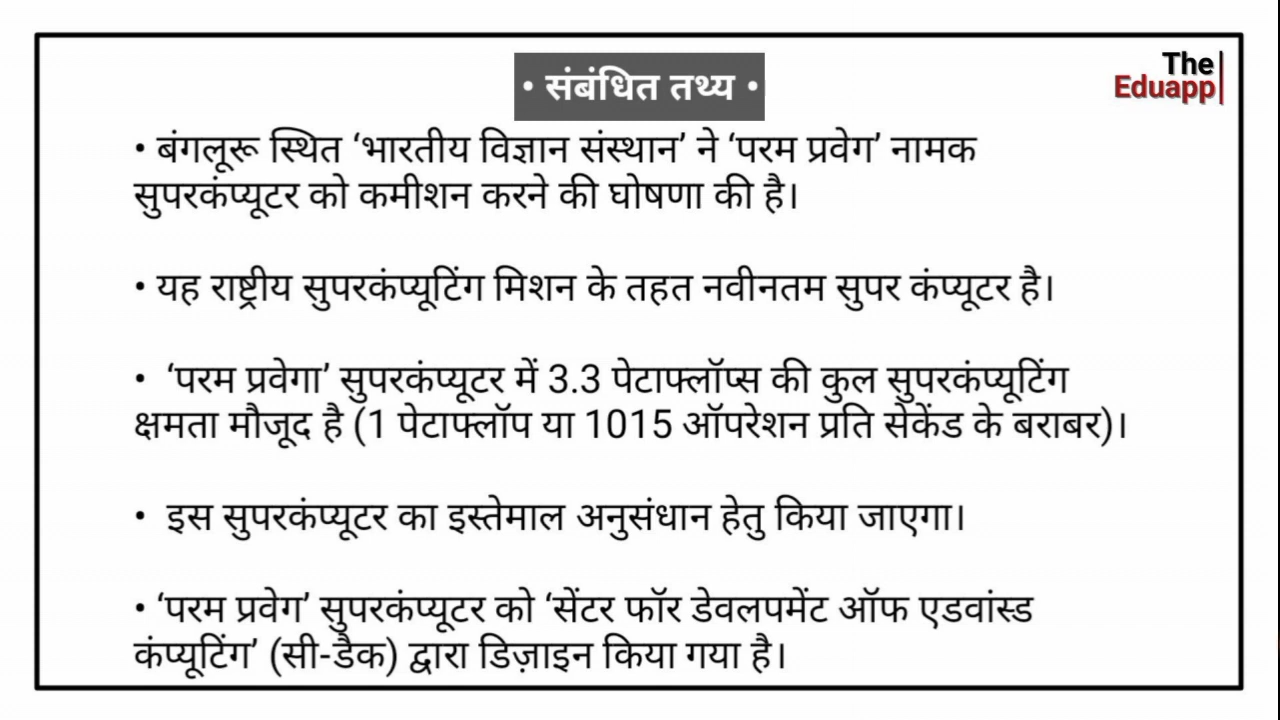 • संबंधित तथ्य •
The
Eduapp
• बंगलूरू स्थित ‘भारतीय विज्ञान संस्थान’ ने ‘परम प्रवेग’ नामक
सुपरकंप्यूटर को कमीशन करने की घोषणा की है।
• यह राष्ट्रीय सुपरकंप्यूटिंग मिशन के तहत नवीनतम सुपर कंप्यूटर है।
• ‘परम प्रवेगा’ सुपरकंप्यूटर में 3.3 पेटाफ्लॉप्स की कुल सुपरकंप्यूटिंग
क्षमता मौजूद है (1 पेटाफ्लॉप या 1015 ऑपरेशन प्रति सेकेंड के बराबर)।
• इस सुपरकंप्यूटर का इस्तेमाल अनुसंधान हेतु किया जाएगा।
• ‘परम प्रवेग’ सुपरकंप्यूटर को ‘सेंटर फॉर डेवलपमेंट ऑफ एडवांस्ड
कंप्यूटिंग’ (सी-डैक) द्वारा डिज़ाइन किया गया है।